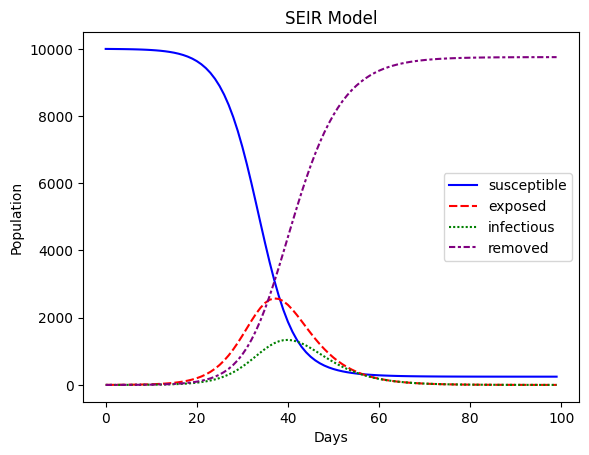 SEIR Model
10000
8000
6000
4000
2000
0
Population
susceptible
exposed
infectious
removed
0 20 40 60 80 100
Days